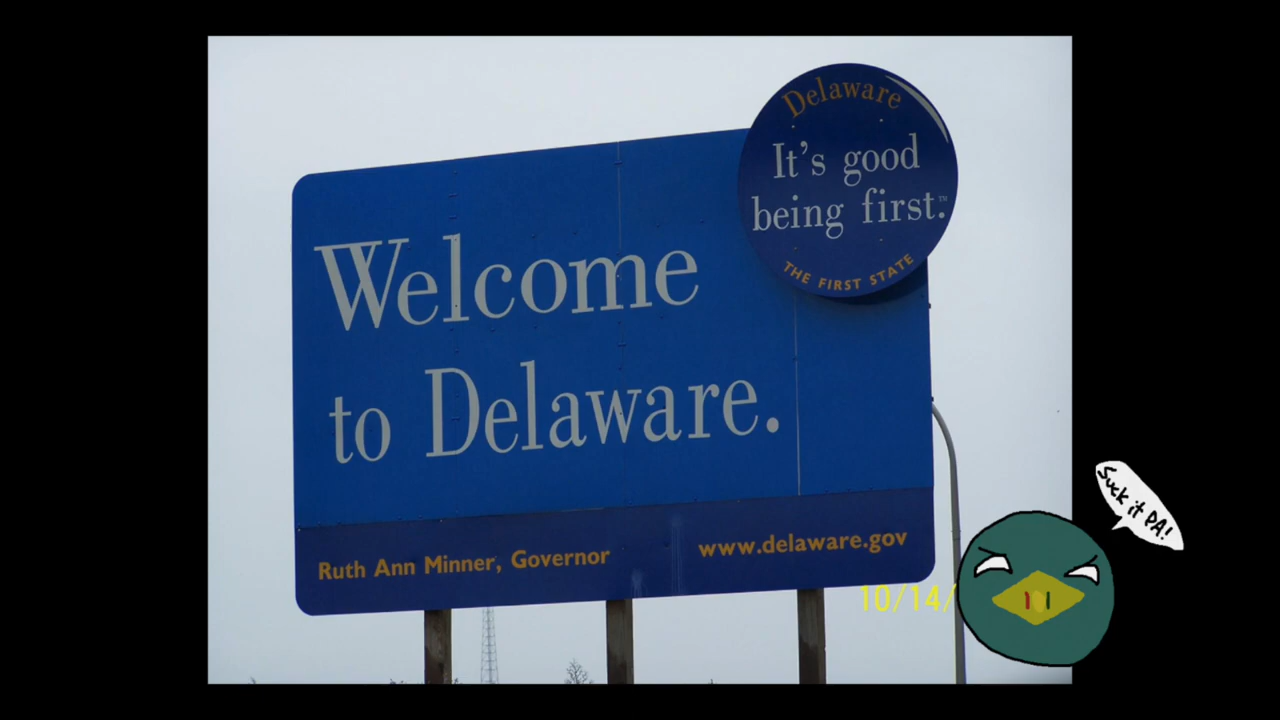 Delaware
It's good
being first.™
THE FIRST STATE
Welcome
to Delaware.
Ruth Ann Minner, Governor
www.delaware.gov
10/14/
Suck it PA!